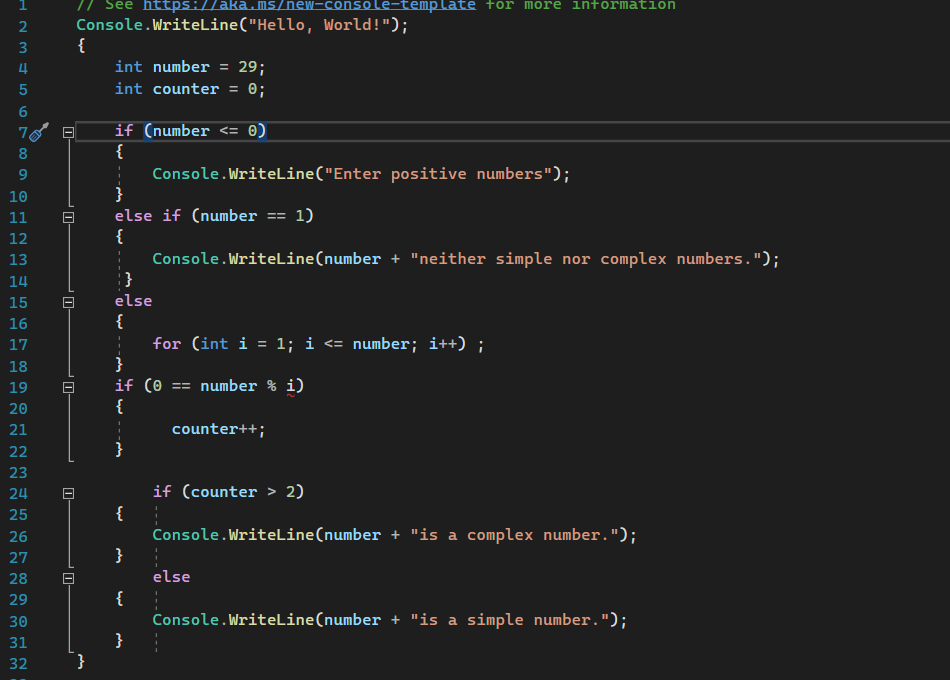 1 // See https://aka.ms/new-console-template for more information
2 Console.WriteLine("Hello, World!");
3 {
4 int number = 29;
5 int counter = 0;
6
7 if (number <= 0)
8 {
9 Console.WriteLine("Enter positive numbers");
10 }
11 else if (number == 1)
12 {
13 Console.WriteLine(number + "neither simple nor complex numbers.");
14 }
15 else
16 {
17 for (int i = 1; i <= number; i++) ;
18 }
19 if (0 == number % i)
20 {
21 counter++;
22 }
23
24 if (counter > 2)
25 {
26 Console.WriteLine(number + "is a complex number.");
27 }
28 else
29 {
30 Console.WriteLine(number + "is a simple number.");
31 }
32 }